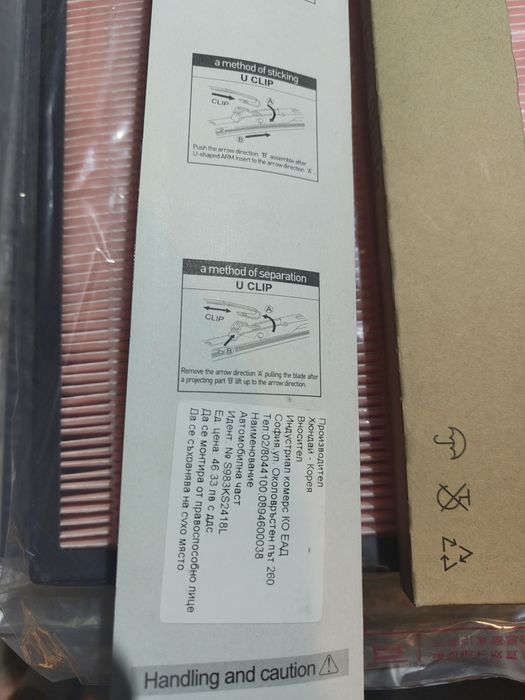 a method of sticking
U CLIP
CLIP
A
B
Push the arrow direction 'B' assemble after
U-shaped ARM insert to the arrow direction 'A'
a method of separation
U CLIP
CLIP
A
B
Remove the arrow direction 'A' pulling the blade after
a projecting part 'B' lift up to the arrow direction.
Производител
Хюндай - Корея
Вносител
Индустриал комерс КО ЕАД
София,ул. Околовръстен път 260
Тел 02/8044100,0894600038
Наименование
Автомобилна част
Идент. № S983KS2418L
Ед. цена 46.33 лв с ддс
Да се монтира от правоспособно лице
Да се съхранява на сухо място
Handling and caution